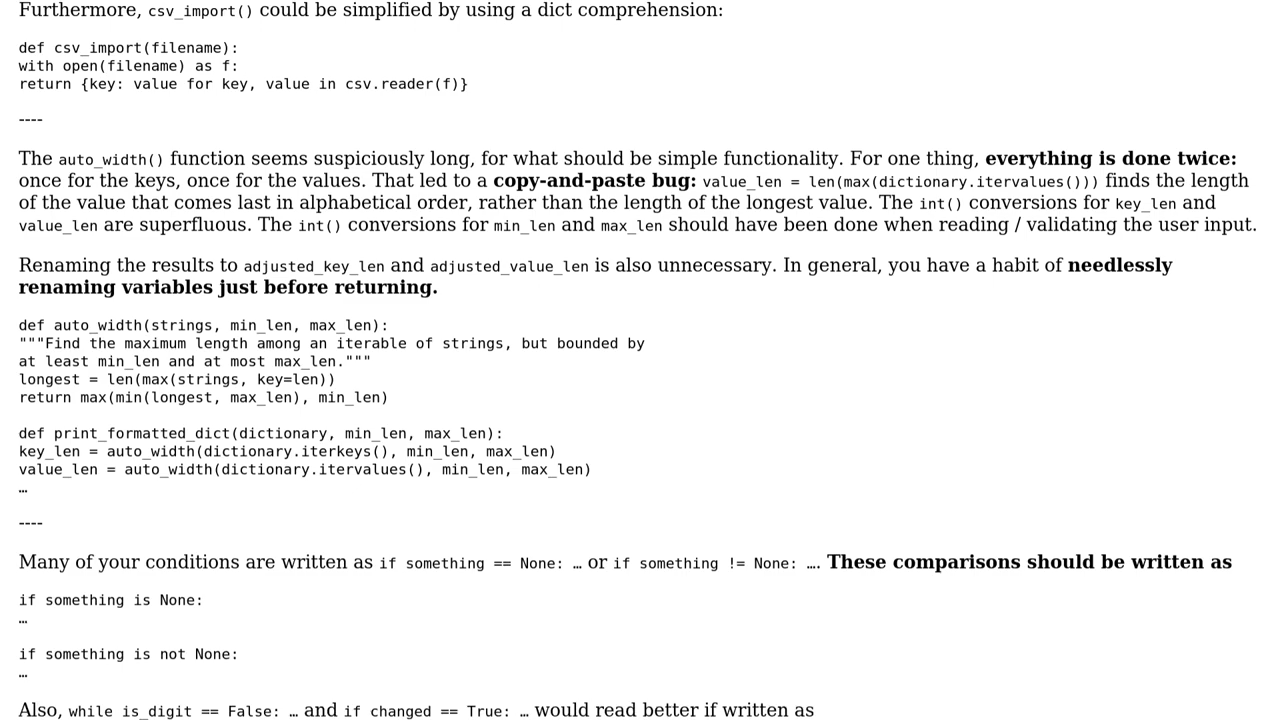 Furthermore, csv_import() could be simplified by using a dict comprehension:
def csv_import(filename):
with open(filename) as f:
return {key: value for key, value in csv.reader(f)}
----
The auto_width() function seems suspiciously long, for what should be simple functionality. For one thing, everything is done twice:
once for the keys, once for the values. That led to a copy-and-paste bug: value_len = len(max(dictionary.itervalues())) finds the length
of the value that comes last in alphabetical order, rather than the length of the longest value. The int() conversions for key_len and
value_len are superfluous. The int() conversions for min_len and max_len should have been done when reading / validating the user input.
Renaming the results to adjusted_key_len and adjusted_value_len is also unnecessary. In general, you have a habit of needlessly
renaming variables just before returning.
def auto_width(strings, min_len, max_len):
"""Find the maximum length among an iterable of strings, but bounded by
at least min_len and at most max_len."""
longest = len(max(strings, key=len))
return max(min(longest, max_len), min_len)
def print_formatted_dict(dictionary, min_len, max_len):
key_len = auto_width(dictionary.iterkeys(), min_len, max_len)
value_len = auto_width(dictionary.itervalues(), min_len, max_len)
…
----
Many of your conditions are written as if something == None: … or if something != None: …. These comparisons should be written as
if something is None:
…
if something is not None:
…
Also, while is_digit == False: … and if changed == True: … would read better if written as